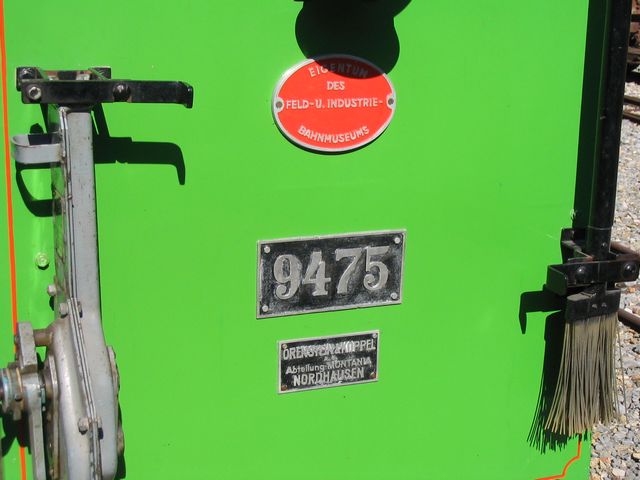 EIGENTUM
DES
FELD- U. INDUSTRIE-
BAHNMUSEUMS
9475
ORENSTEIN & KOPPEL
A.G.
Abteilung: MONTANIA
NORDHAUSEN